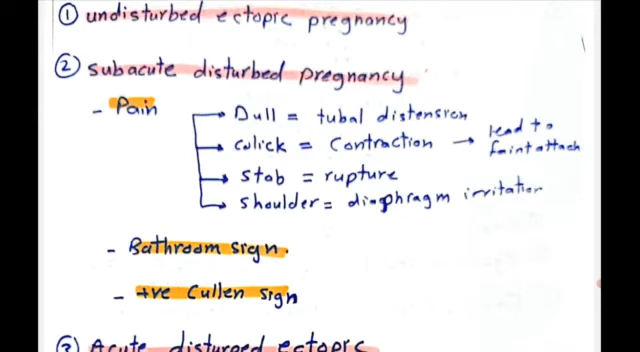 ① undisturbed ectopic pregnancy
② subacute disturbed pregnancy
- Pain
Dull = tubal distension
colick = Contraction → lead to faint attach
stab = rupture
shoulder = diaphragm irritation
- Bathroom sign.
- +ve Cullen sign
③ Acute disturbed ectopic